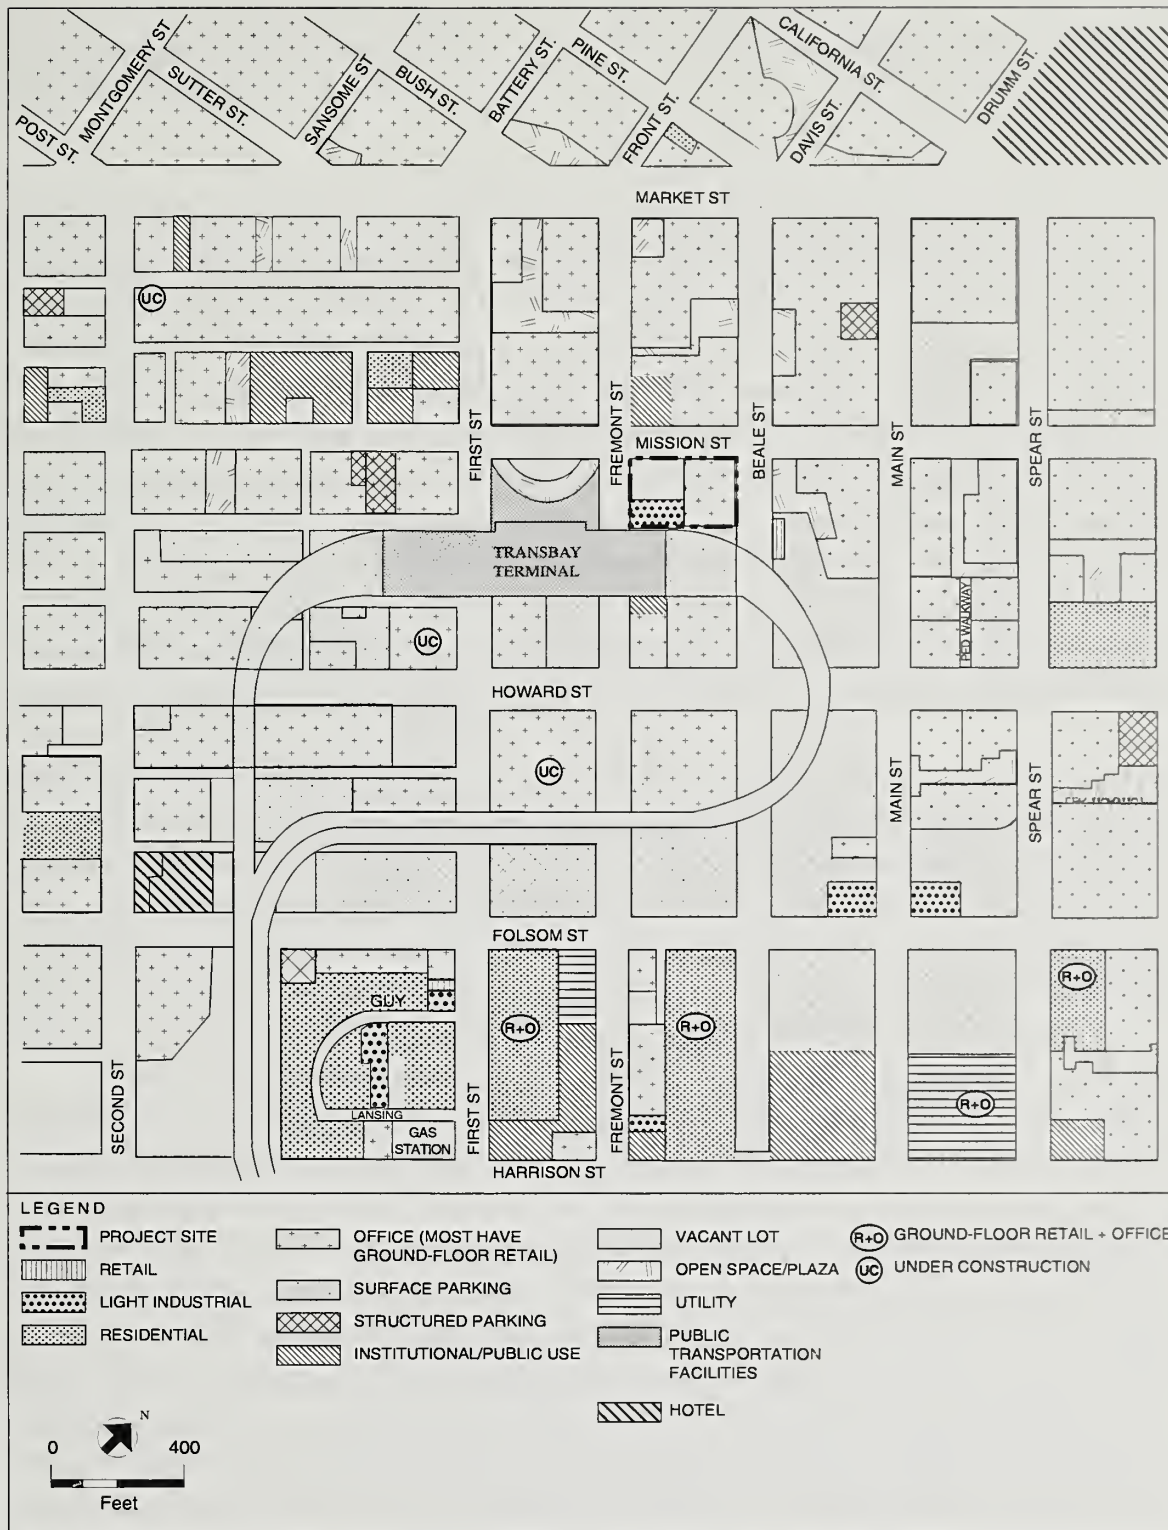 MONTGOMERY ST
SANSOME ST
BATTERY ST.
PINE ST.
CALIFORNIA ST.
DRUMM ST.
SUTTER ST.
BUSH ST.
FRONT ST.
DAVIS ST.
POST ST.
MARKET ST
UC
FIRST ST
FREMONT ST
MISSION ST
BEALE ST
MAIN ST
SPEAR ST
TRANSBAY
TERMINAL
PED WALKWAY
UC
HOWARD ST
UC
MAIN ST
SPEAR ST
FOLSOM ST
R+O
GUY
R+O
R+O
SECOND ST
FIRST ST
FREMONT ST
R+O
LANSING
GAS
STATION
HARRISON ST
LEGEND
PROJECT SITE
RETAIL
LIGHT INDUSTRIAL
RESIDENTIAL
OFFICE (MOST HAVE
GROUND-FLOOR RETAIL)
SURFACE PARKING
STRUCTURED PARKING
INSTITUTIONAL/PUBLIC USE
VACANT LOT
OPEN SPACE/PLAZA
UTILITY
PUBLIC
TRANSPORTATION
FACILITIES
HOTEL
R+O GROUND-FLOOR RETAIL + OFFICE
UC UNDER CONSTRUCTION
N
0 400
Feet